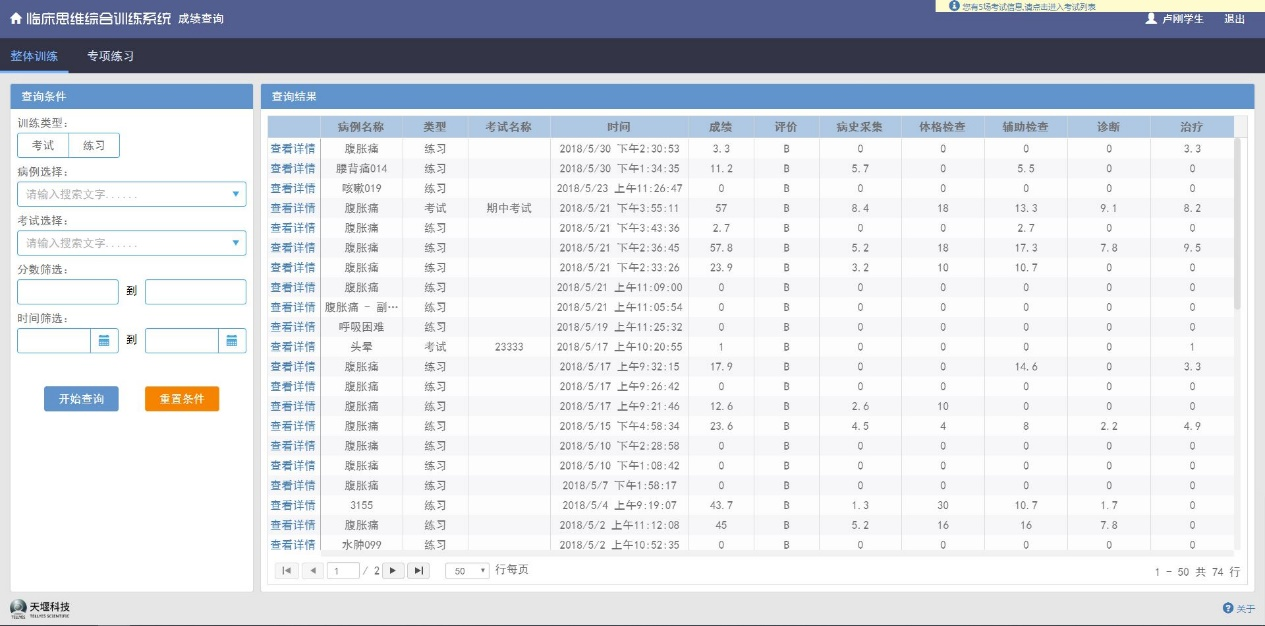 您有5场考试信息,请点击进入考试列表
临床思维综合训练系统 成绩查询
卢刚学生 退出
整体训练 专项练习
查询条件
训练类型:
考试 练习
病例选择:
请输入搜索文字......
考试选择:
请输入搜索文字......
分数筛选:
到
时间筛选:
到
开始查询 重置条件
查询结果
病例名称 类型 考试名称 时间 成绩 评价 病史采集 体格检查 辅助检查 诊断 治疗
查看详情 腹胀痛 练习 2018/5/30 下午2:30:53 3.3 B 0 0 0 0 3.3
查看详情 腰背痛014 练习 2018/5/30 下午1:34:35 11.2 B 5.7 0 5.5 0 0
查看详情 咳嗽019 练习 2018/5/23 上午11:26:47 0 B 0 0 0 0 0
查看详情 腹胀痛 考试 期中考试 2018/5/21 下午3:55:11 57 B 8.4 18 13.3 9.1 8.2
查看详情 腹胀痛 练习 2018/5/21 下午3:43:36 2.7 B 0 0 2.7 0 0
查看详情 腹胀痛 练习 2018/5/21 下午2:36:45 57.8 B 5.2 18 17.3 7.8 9.5
查看详情 腹胀痛 练习 2018/5/21 下午2:33:26 23.9 B 3.2 10 10.7 0 0
查看详情 腹胀痛 练习 2018/5/21 上午11:09:00 0 B 0 0 0 0 0
查看详情 腹胀痛 - 副… 练习 2018/5/21 上午11:05:54 0 B 0 0 0 0 0
查看详情 呼吸困难 练习 2018/5/19 上午11:25:32 0 B 0 0 0 0 0
查看详情 头晕 考试 23333 2018/5/17 上午10:20:55 1 B 0 0 0 0 1
查看详情 腹胀痛 练习 2018/5/17 上午9:32:15 17.9 B 0 0 14.6 0 3.3
查看详情 腹胀痛 练习 2018/5/17 上午9:26:42 0 B 0 0 0 0 0
查看详情 腹胀痛 练习 2018/5/17 上午9:21:46 12.6 B 2.6 10 0 0 0
查看详情 腹胀痛 练习 2018/5/15 下午4:58:34 23.6 B 4.5 4 8 2.2 4.9
查看详情 腹胀痛 练习 2018/5/10 下午2:28:58 0 B 0 0 0 0 0
查看详情 腹胀痛 练习 2018/5/10 下午1:08:42 0 B 0 0 0 0 0
查看详情 腹胀痛 练习 2018/5/7 下午1:58:17 0 B 0 0 0 0 0
查看详情 3155 练习 2018/5/4 上午9:19:07 43.7 B 1.3 30 10.7 1.7 0
查看详情 腹胀痛 练习 2018/5/2 上午11:12:08 45 B 5.2 16 16 7.8 0
查看详情 水肿099 练习 2018/5/2 上午10:52:35 0 B 0 0 0 0 0
1 / 2 50 行每页 1 - 50 共 74 行
天堰科技
TELLYES SCIENTIFIC
关于